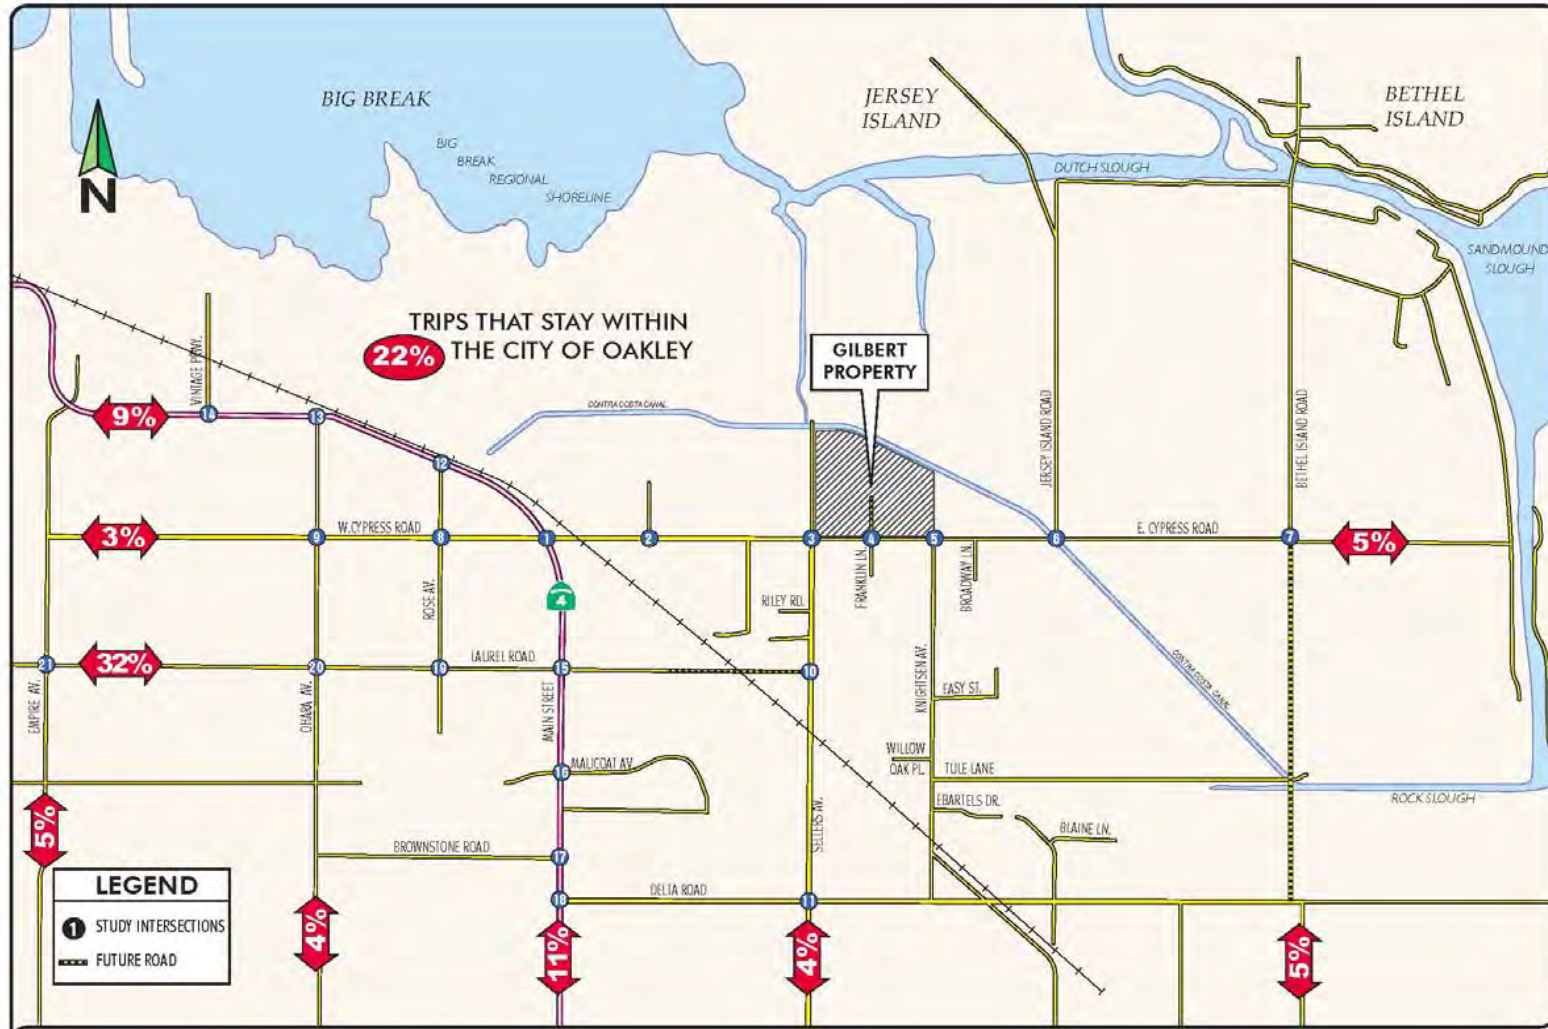 BIG BREAK
JERSEY
ISLAND
BETHEL
ISLAND
BIG
BREAK
REGIONAL
SHORELINE
DUTCH SLOUGH
N
SANDMOUND
SLOUGH
TRIPS THAT STAY WITHIN
22% THE CITY OF OAKLEY
GILBERT
PROPERTY
VINTAGE PKWY.
CONTRA COSTA CANAL
JERSEY ISLAND ROAD
BETHEL ISLAND ROAD
9%
14
13
12
3%
W. CYPRESS ROAD
E. CYPRESS ROAD
5%
9
8
1
2
3
4
5
6
7
4
ROSE AV.
RILEY RD.
FRANKLIN LN.
BROADWAY LN.
32%
LAUREL ROAD
21
20
19
15
10
CONTRA COSTA CANAL
EMPIRE AV.
OHARA AV.
MAIN STREET
KNIGHTSEN AV.
EASY ST.
WILLOW
OAK PL.
TULE LANE
16
MALICOAT AV
ROCK SLOUGH
EBARTELS DR.
BLAINE LN.
SELLERS AV.
5%
BROWNSTONE ROAD
17
18
DELTA ROAD
11
4%
11%
4%
5%
LEGEND
1 STUDY INTERSECTIONS
FUTURE ROAD